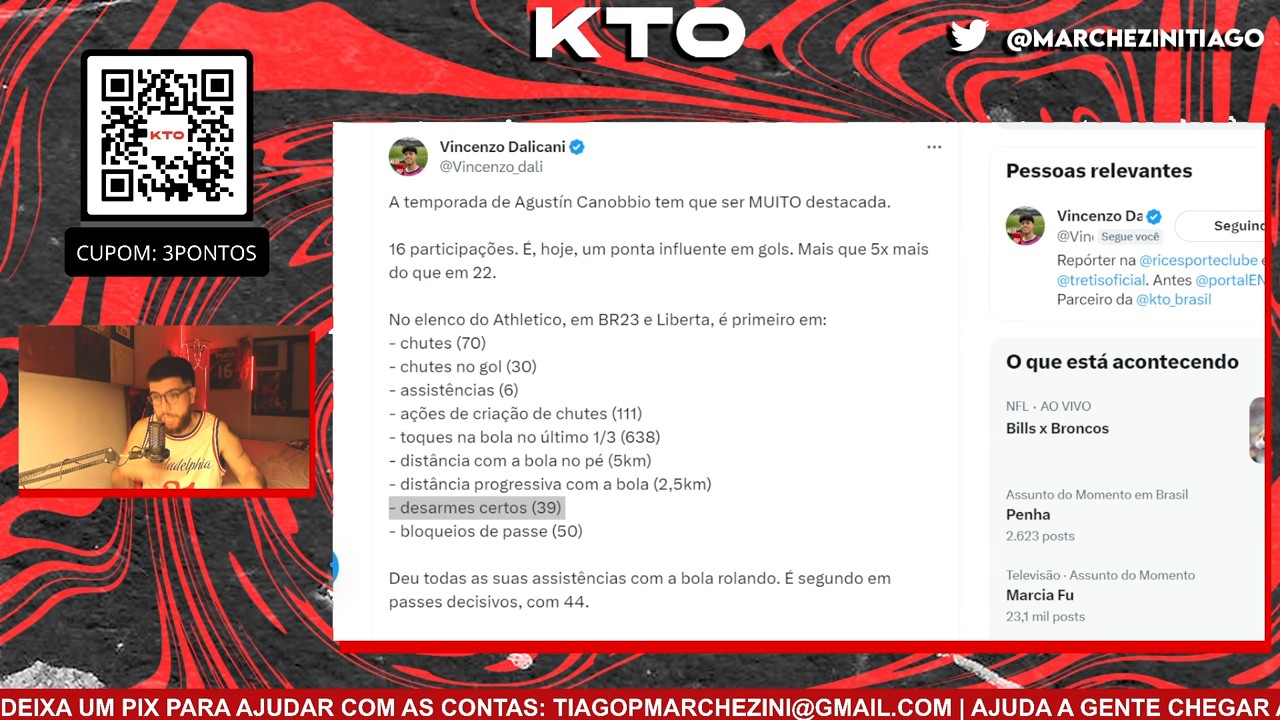 KTO
@MARCHEZINITIAGO
KTO
CUPOM: 3PONTOS
Vincenzo Dalicani
@Vincenzo_dali
A temporada de Agustín Canobbio tem que ser MUITO destacada.
16 participações. É, hoje, um ponta influente em gols. Mais que 5x mais
do que em 22.
No elenco do Athletico, em BR23 e Liberta, é primeiro em:
- chutes (70)
- chutes no gol (30)
- assistências (6)
- ações de criação de chutes (111)
- toques na bola no último 1/3 (638)
- distância com a bola no pé (5km)
- distância progressiva com a bola (2,5km)
- desarmes certos (39)
- bloqueios de passe (50)
Deu todas as suas assistências com a bola rolando. É segundo em
passes decisivos, com 44.
Pessoas relevantes
Vincenzo Da
@Vin Segue você
Seguind
Repórter na @ricesporteclube e
@tretisoficial. Antes @portalEN
Parceiro da @kto_brasil
O que está acontecendo
NFL · AO VIVO
Bills x Broncos
Assunto do Momento em Brasil
Penha
2.623 posts
Televisão · Assunto do Momento
Marcia Fu
23,1 mil posts
DEIXA UM PIX PARA AJUDAR COM AS CONTAS: TIAGOPMARCHEZINI@GMAIL.COM | AJUDA A GENTE CHEGAR A